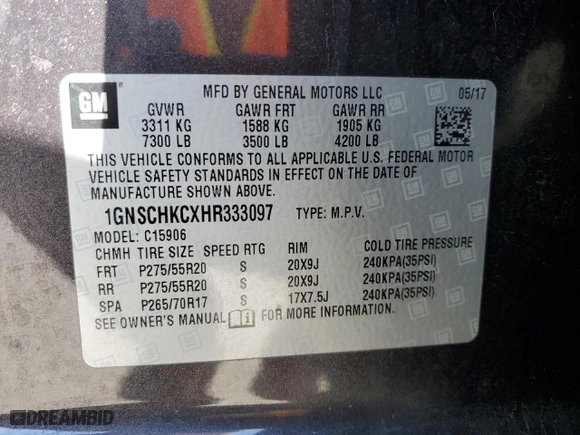 GM
MFD BY GENERAL MOTORS LLC 05/17
GVWR GAWR FRT GAWR RR
3311 KG 1588 KG 1905 KG
7300 LB 3500 LB 4200 LB
THIS VEHICLE CONFORMS TO ALL APPLICABLE U.S. FEDERAL MOTOR
VEHICLE SAFETY STANDARDS IN EFFECT ON THE DATE OF
MANUFACTURE SHOWN ABOVE.
1GNSCHKCXHR333097 TYPE: M.P.V.
MODEL: C15906
CHMH TIRE SIZE SPEED RTG RIM COLD TIRE PRESSURE
FRT P275/55R20 S 20X9J 240KPA(35PSI)
RR P275/55R20 S 20X9J 240KPA(35PSI)
SPA P265/70R17 S 17X7.5J 240KPA(35PSI)
SEE OWNER'S MANUAL i FOR MORE INFORMATION.
DREAMBID